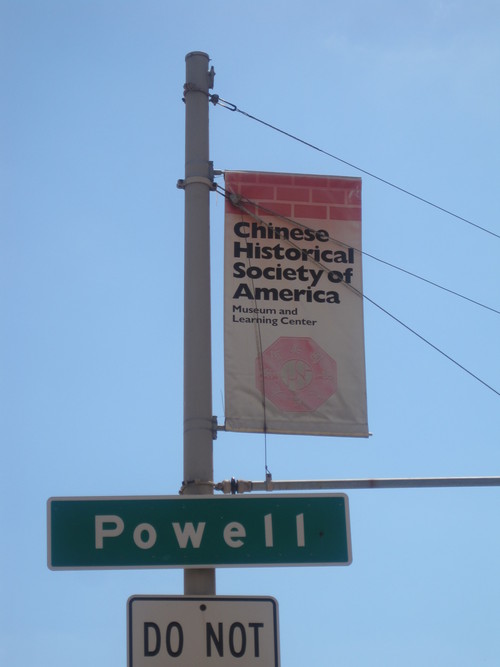 Chinese
Historical
Society of
America
Museum and
Learning Center
Powell
DO NOT